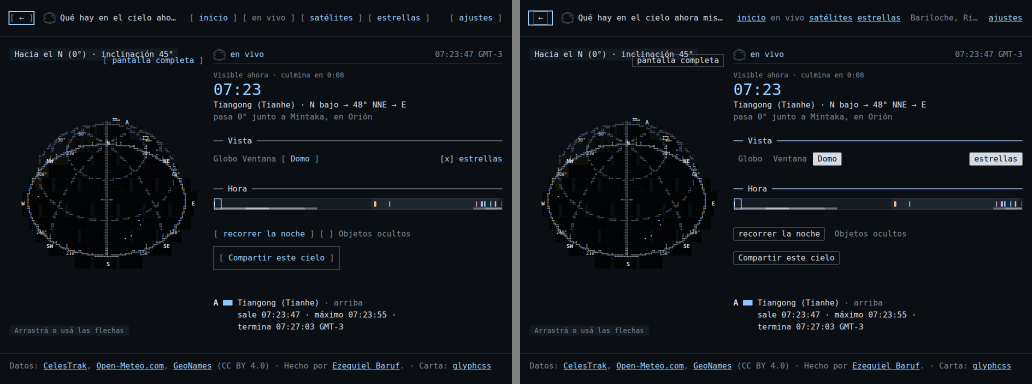 [ ← ] Qué hay en el cielo aho… [ inicio ] [ en vivo ] [ satélites ] [ estrellas ] [ ajustes ]
Hacia el N (0°) · inclinación 45°
[ pantalla completa ]
en vivo 07:23:47 GMT-3
Visible ahora · culmina en 0:08
07:23
Tiangong (Tianhe) · N bajo → 48° NNE → E
pasa 0° junto a Mintaka, en Orión
Vista
Globo Ventana [ Domo ] [x] estrellas
Hora
[ recorrer la noche ] [ ] Objetos ocultos
[ Compartir este cielo ]
A Tiangong (Tianhe) · arriba
sale 07:23:47 · máximo 07:23:55 ·
termina 07:27:03 GMT-3
A
N
NW
NE
W
E
SW
SE
S
Arrastrá o usá las flechas
Datos: CelesTrak, Open-Meteo.com, GeoNames (CC BY 4.0) · Hecho por Ezequiel Baruf. · Carta: glyphcss
← Qué hay en el cielo ahora mis… inicio en vivo satélites estrellas Bariloche, Rí… ajustes
Hacia el N (0°) · inclinación 45°
pantalla completa
en vivo 07:23:47 GMT-3
Visible ahora · culmina en 0:08
07:23
Tiangong (Tianhe) · N bajo → 48° NNE → E
pasa 0° junto a Mintaka, en Orión
Vista
Globo Ventana Domo estrellas
Hora
recorrer la noche Objetos ocultos
Compartir este cielo
A Tiangong (Tianhe) · arriba
sale 07:23:47 · máximo 07:23:55 ·
termina 07:27:03 GMT-3
A
N
NW
NE
W
E
SW
SE
S
Arrastrá o usá las flechas
Datos: CelesTrak, Open-Meteo.com, GeoNames (CC BY 4.0) · Hecho por Ezequiel Baruf. · Carta: glyphcss